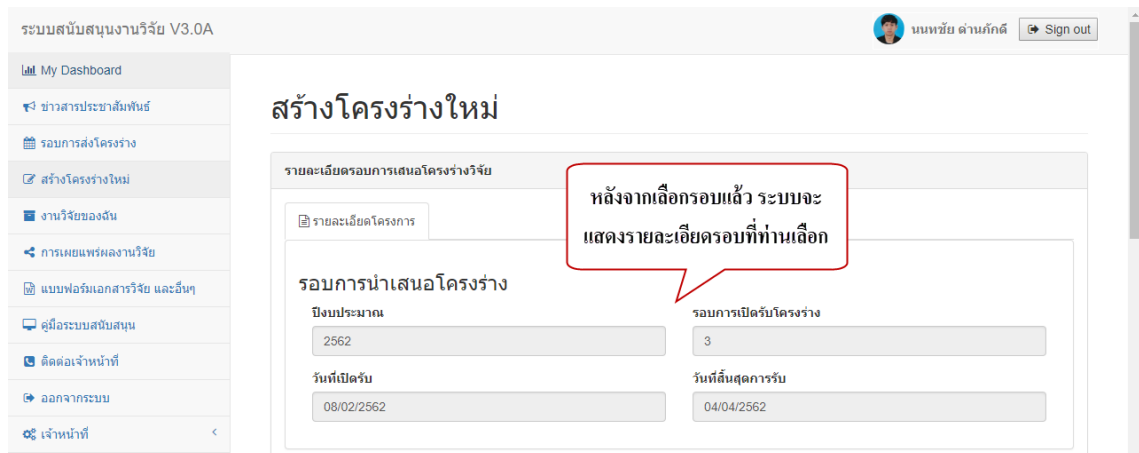 ระบบสนับสนุนงานวิจัย V3.0A
นนทชัย ด่านภักดี
Sign out
My Dashboard
ข่าวสารประชาสัมพันธ์
รอบการส่งโครงร่าง
สร้างโครงร่างใหม่
งานวิจัยของฉัน
การเผยแพร่ผลงานวิจัย
แบบฟอร์มเอกสารวิจัย และอื่นๆ
คู่มือระบบสนับสนุน
ติดต่อเจ้าหน้าที่
ออกจากระบบ
เจ้าหน้าที่
สร้างโครงร่างใหม่
รายละเอียดรอบการเสนอโครงร่างวิจัย
หลังจากเลือกรอบแล้ว ระบบจะ
แสดงรายละเอียดรอบที่ท่านเลือก
รายละเอียดโครงการ
รอบการนำเสนอโครงร่าง
ปีงบประมาณ
2562
รอบการเปิดรับโครงร่าง
3
วันที่เปิดรับ
08/02/2562
วันที่สิ้นสุดการรับ
04/04/2562